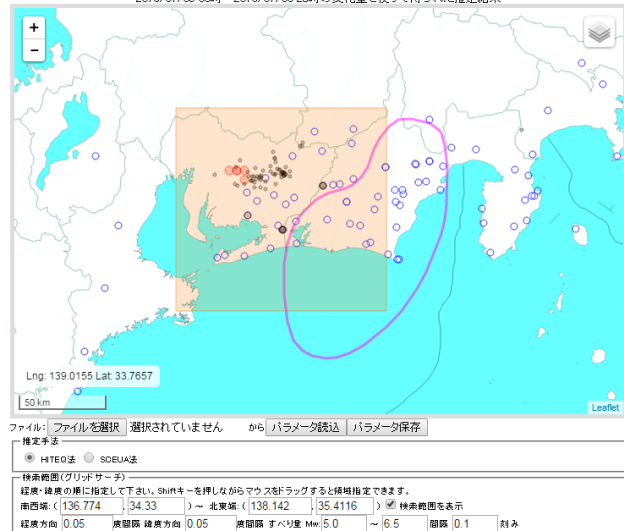 +
−
Lng: 139.0155 Lat: 33.7657
50 km
Leaflet
ファイル: ファイルを選択 選択されていません から パラメータ読込 パラメータ保存
推定手法
HITEQ法 SCEUA法
検索範囲(グリッドサーチ)
経度・緯度の順に指定して下さい。Shiftキーを押しながらマウスをドラッグすると領域指定できます。
南西端: ( 136.774 , 34.33 ) ~ 北東端: ( 138.142 , 35.4116 ) 検索範囲を表示
経度方向 0.05 度間隔 緯度方向 0.05 度間隔 すべり量 Mw: 5.0 ~ 6.5 間隔 0.1 刻み